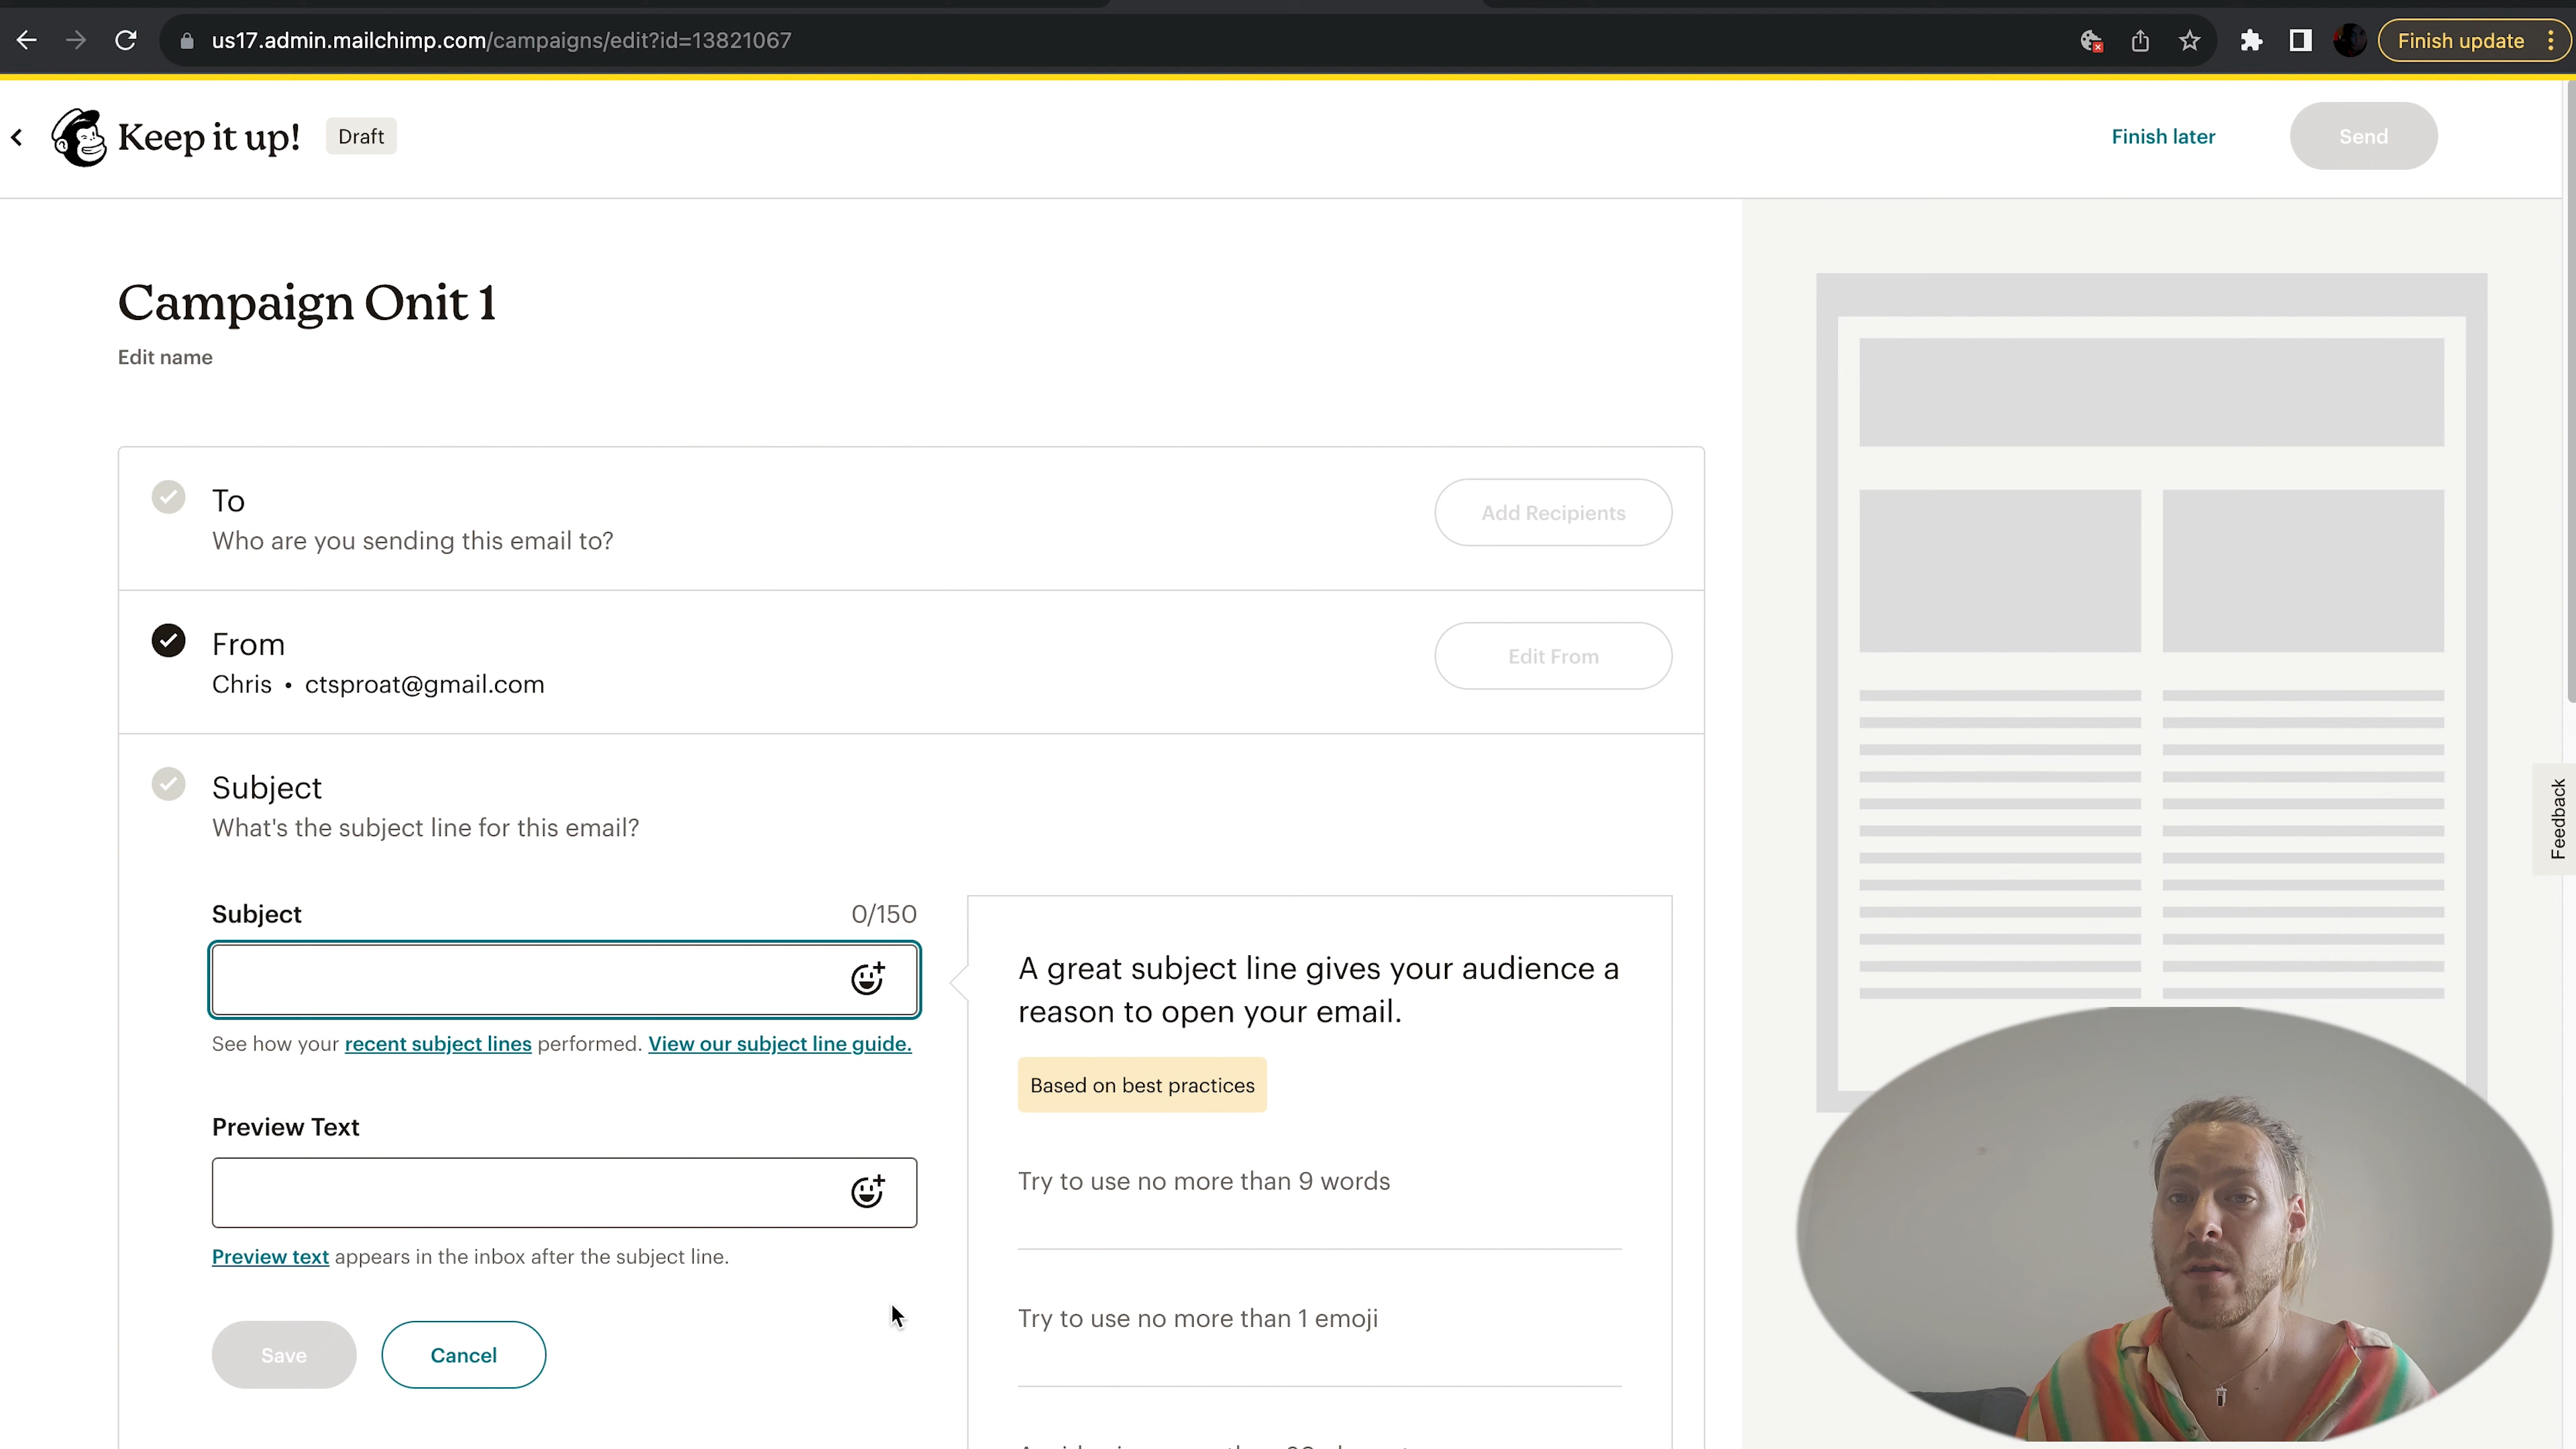 us17.admin.mailchimp.com/campaigns/edit?id=13821067
Finish update
Keep it up!
Draft
Finish later
Send
Campaign Onit 1
Edit name
To
Who are you sending this email to?
Add Recipients
From
Chris • ctsproat@gmail.com
Edit From
Subject
What's the subject line for this email?
Subject
0/150
See how your recent subject lines performed. View our subject line guide.
Preview Text
Preview text appears in the inbox after the subject line.
Save
Cancel
A great subject line gives your audience a
reason to open your email.
Based on best practices
Try to use no more than 9 words
Try to use no more than 1 emoji
Feedback